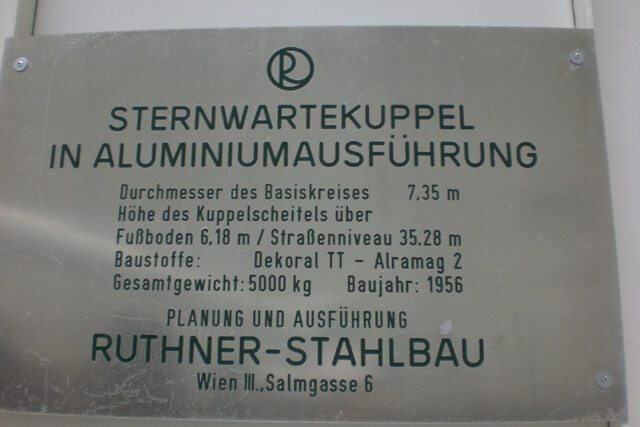 R
STERNWARTEKUPPEL
IN ALUMINIUMAUSFÜHRUNG
Durchmesser des Basiskreises 7,35 m
Höhe des Kuppelscheitels über
Fußboden 6,18 m / Straßenniveau 35.28 m
Baustoffe: Dekoral TT – Alramag 2
Gesamtgewicht: 5000 kg Baujahr: 1956
PLANUNG UND AUSFÜHRUNG
RUTHNER-STAHLBAU
Wien III., Salmgasse 6